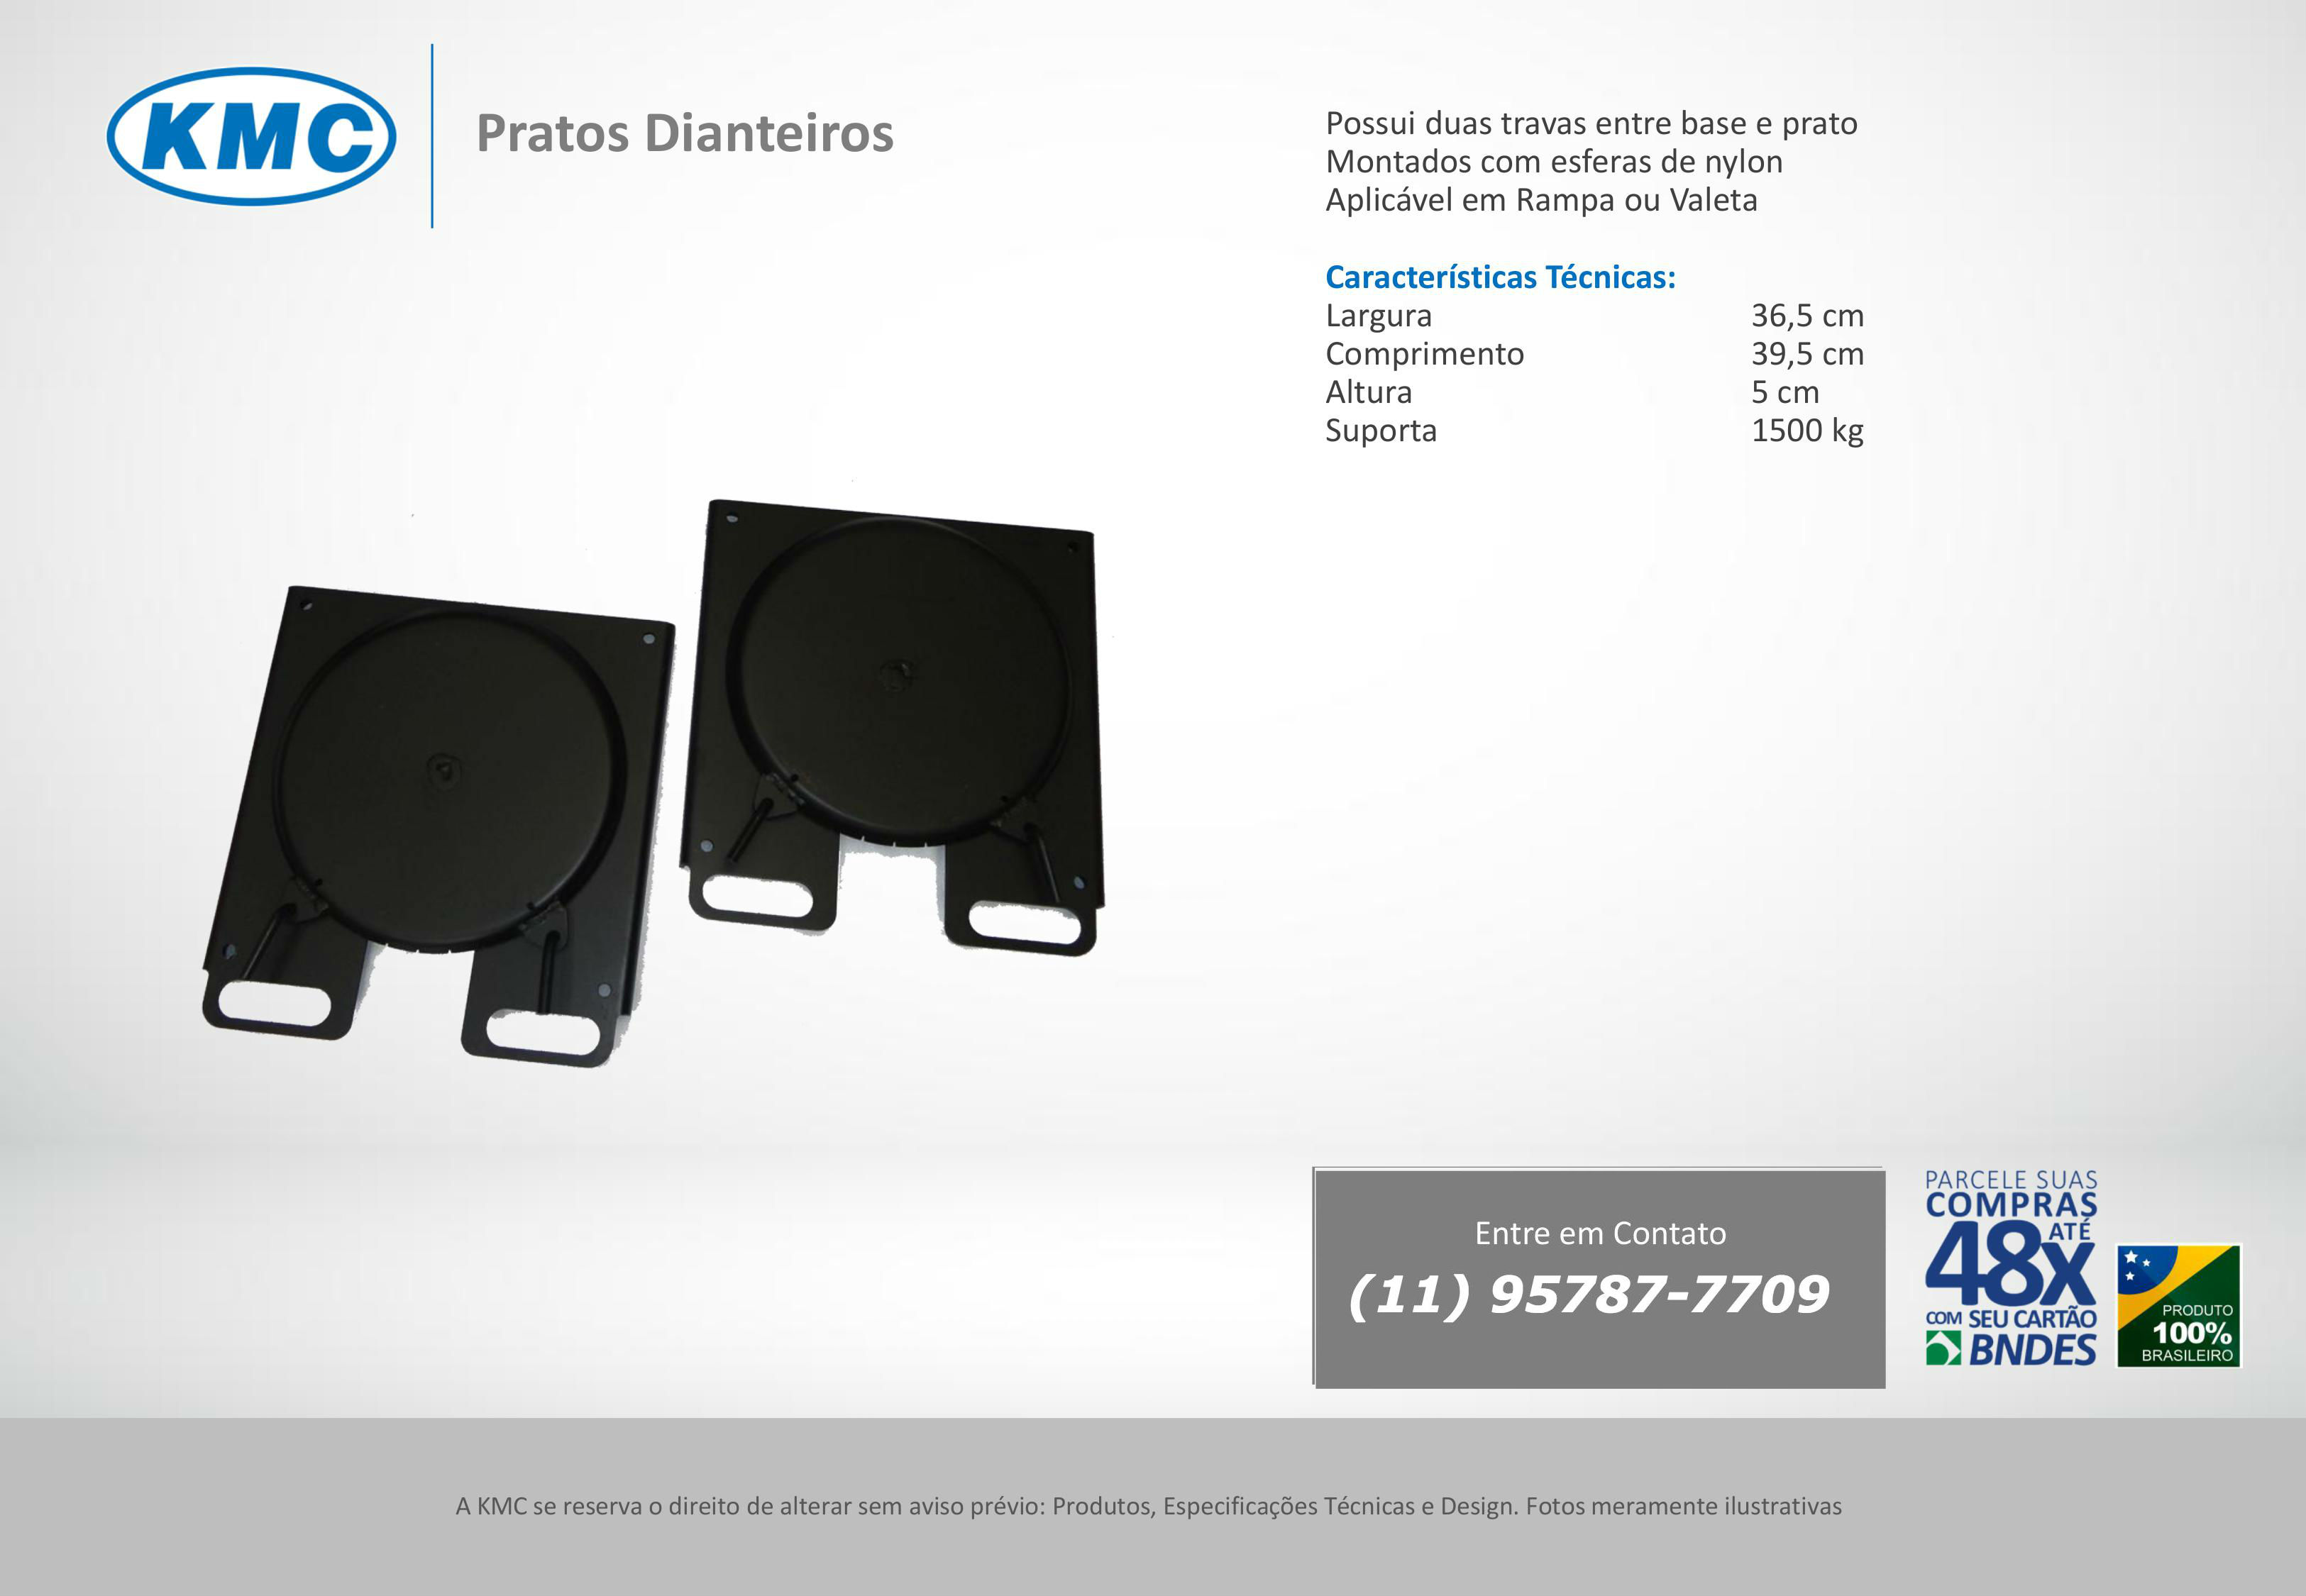 KMC
Pratos Dianteiros
Possui duas travas entre base e prato
Montados com esferas de nylon
Aplicável em Rampa ou Valeta
Características Técnicas:
Largura 36,5 cm
Comprimento 39,5 cm
Altura 5 cm
Suporta 1500 kg
Entre em Contato
(11) 95787-7709
PARCELE SUAS
COMPRAS
ATÉ
48X
COM SEU CARTÃO
BNDES
PRODUTO
100%
BRASILEIRO
A KMC se reserva o direito de alterar sem aviso prévio: Produtos, Especificações Técnicas e Design. Fotos meramente ilustrativas